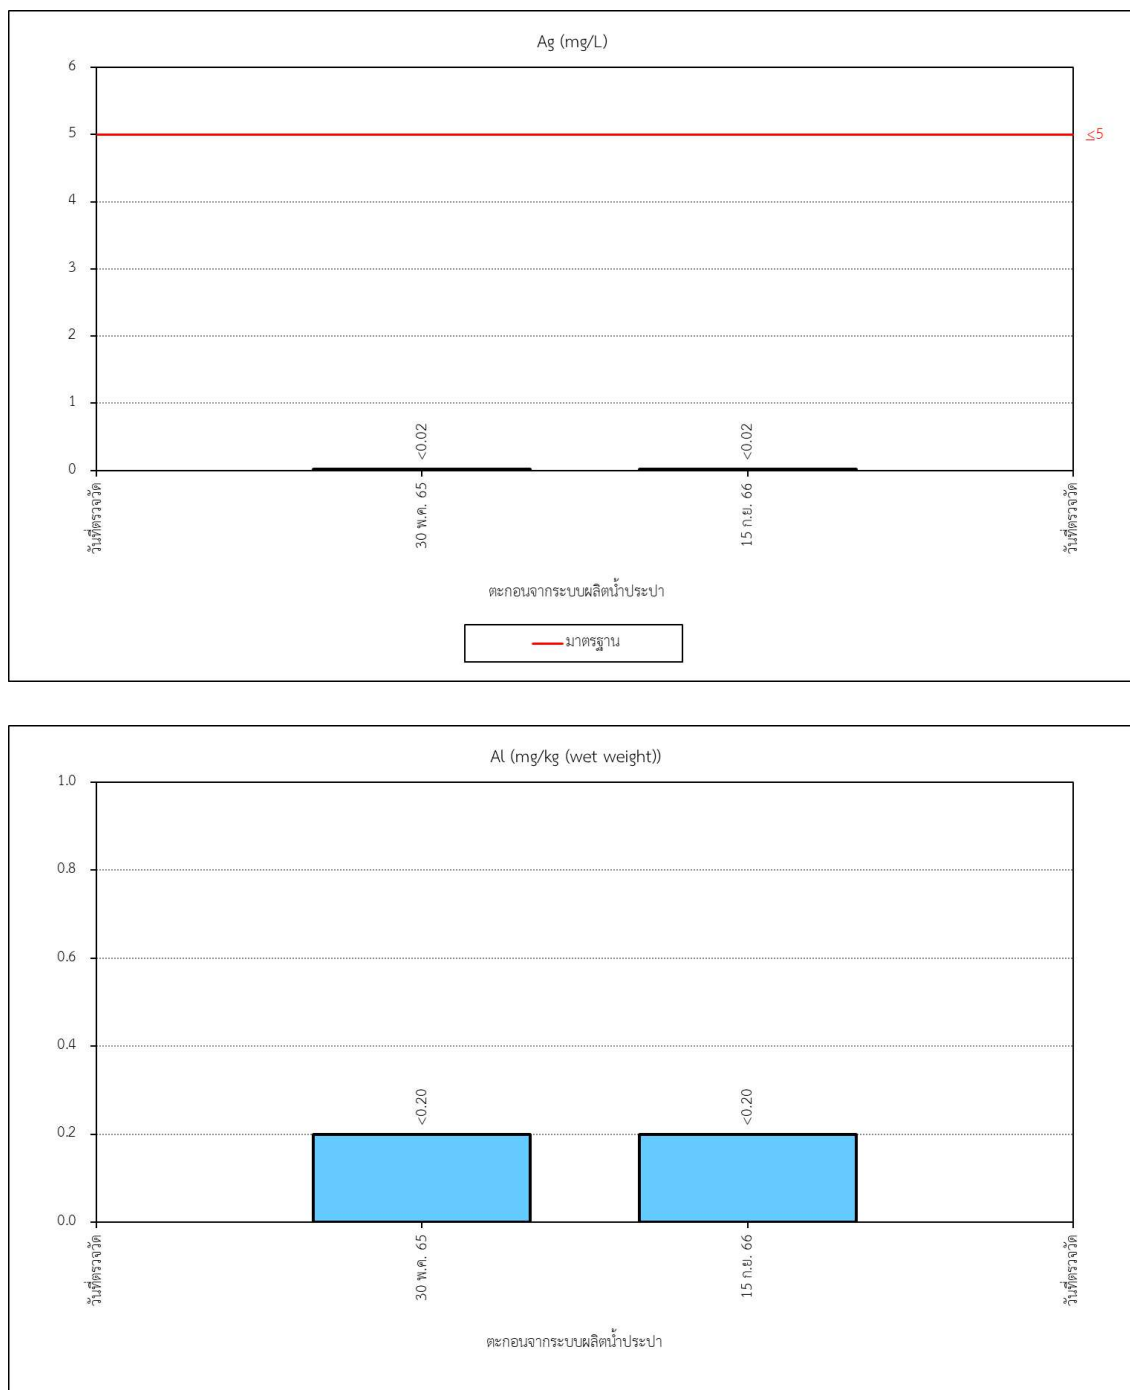 Ag (mg/L)
6
5
≤5
4
3
2
1
0
<0.02
<0.02
วันที่ตรวจวัด
30 พ.ค. 65
15 ก.ย. 66
วันที่ตรวจวัด
ตะกอนจากระบบผลิตน้ำประปา
มาตรฐาน
Al (mg/kg (wet weight))
1.0
0.8
0.6
0.4
0.2
0.0
<0.20
<0.20
วันที่ตรวจวัด
30 พ.ค. 65
15 ก.ย. 66
วันที่ตรวจวัด
ตะกอนจากระบบผลิตน้ำประปา